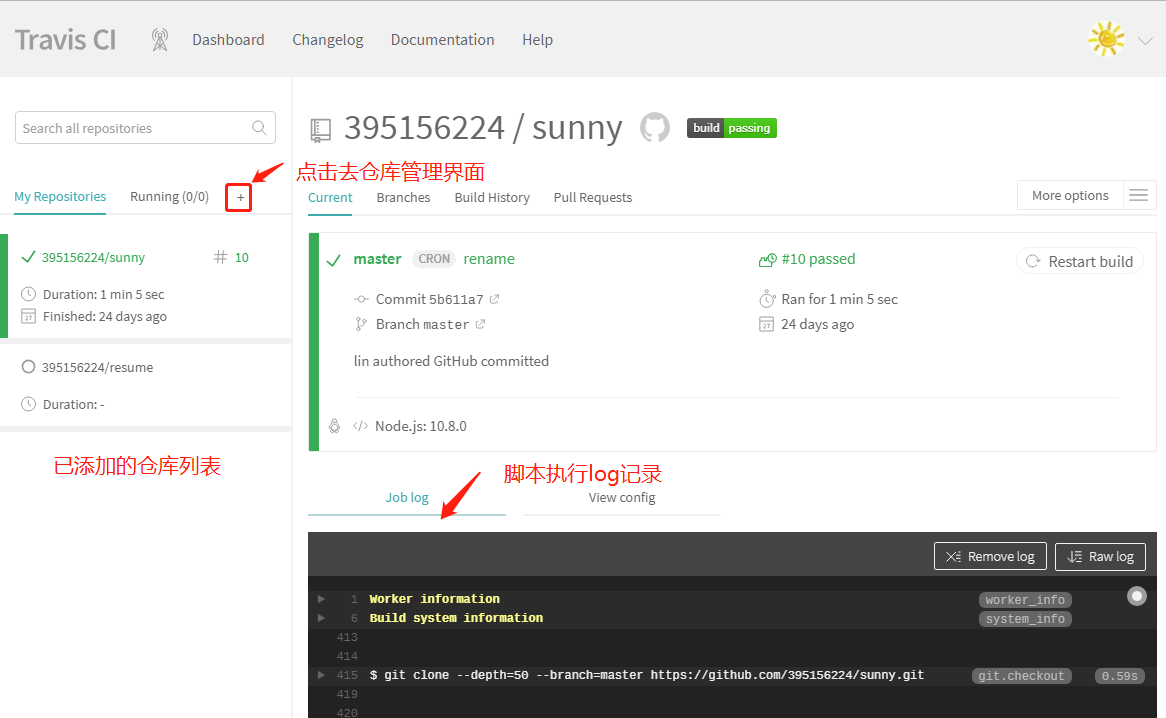 Travis CI
Dashboard
Changelog
Documentation
Help
Search all repositories
My Repositories
Running (0/0)
+
点击去仓库管理界面
395156224/sunny
# 10
Duration: 1 min 5 sec
27
Finished: 24 days ago
395156224/resume
Duration: -
已添加的仓库列表
395156224 / sunny
build passing
Current
Branches
Build History
Pull Requests
More options
master CRON rename
#10 passed
Restart build
Commit 5b611a7
Ran for 1 min 5 sec
Branch master
27
24 days ago
lin authored GitHub committed
</> Node.js: 10.8.0
脚本执行log记录
Job log
View config
Remove log
Raw log
1 Worker information worker_info
6 Build system information system_info
413
414
415 $ git clone --depth=50 --branch=master https://github.com/395156224/sunny.git git.checkout 0.59s
419
420